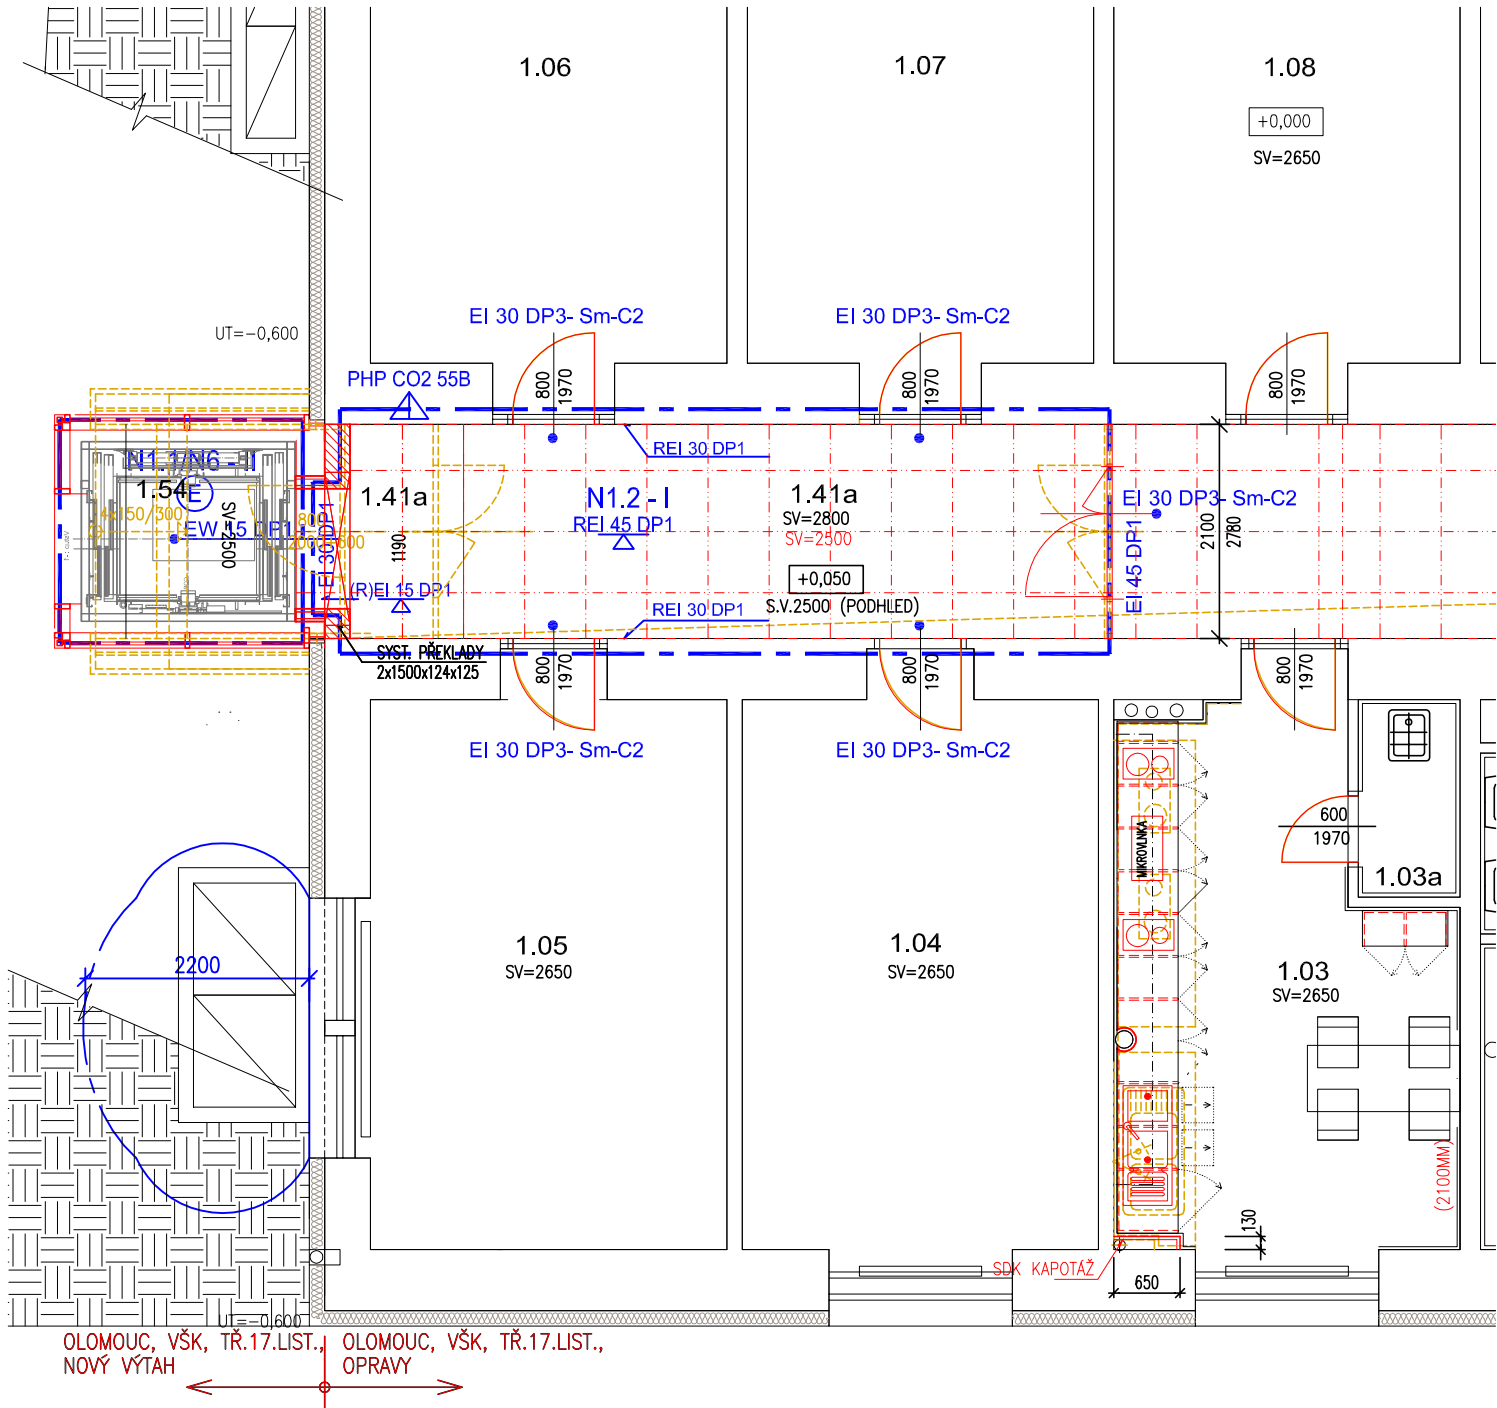 1.06
1.07
1.08
+0,000
SV=2650
UT=-0,600
EI 30 DP3- Sm-C2
EI 30 DP3- Sm-C2
PHP CO2 55B
800
1970
800
1970
800
1970
REI 30 DP1
N1.1/N6 - I
1.54
E
SV=2500
EW 15 DP1
EI 30 DP1
800
1.41a
1190
(R)EI 15 DP1
N1.2 - I
REI 45 DP1
1.41a
SV=2800
SV=2500
+0,050
S.V.2500 (PODHLED)
REI 30 DP1
EI 30 DP3- Sm-C2
EI 45 DP1
2100
2780
SYST. PŘEKLADY
2x1500x124x125
800
1970
800
1970
800
1970
EI 30 DP3- Sm-C2
EI 30 DP3- Sm-C2
MIKROVLNKA
600
1970
1.03a
1.05
SV=2650
1.04
SV=2650
1.03
SV=2650
2200
(2100MM)
130
SDK KAPOTÁŽ
650
UT=-0,600
OLOMOUC, VŠK, TŘ.17.LIST.,
NOVÝ VÝTAH
OLOMOUC, VŠK, TŘ.17.LIST.,
OPRAVY